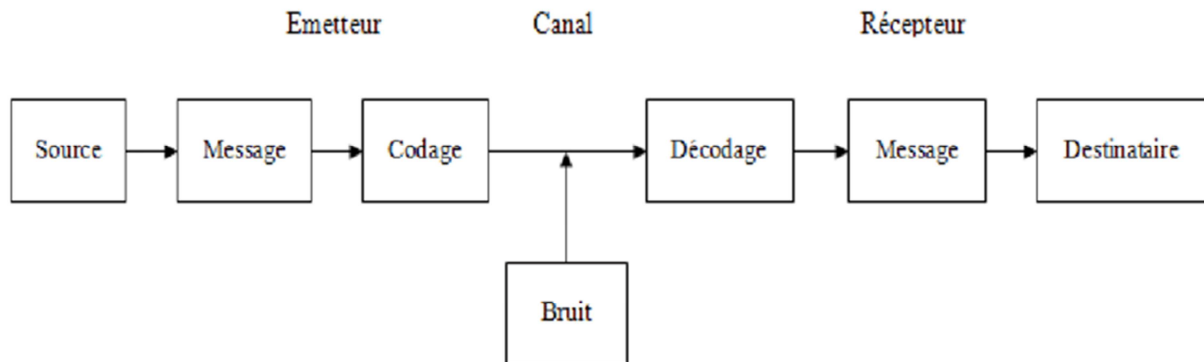 Emetteur Canal Récepteur
Source Message Codage Décodage Message Destinataire
Bruit